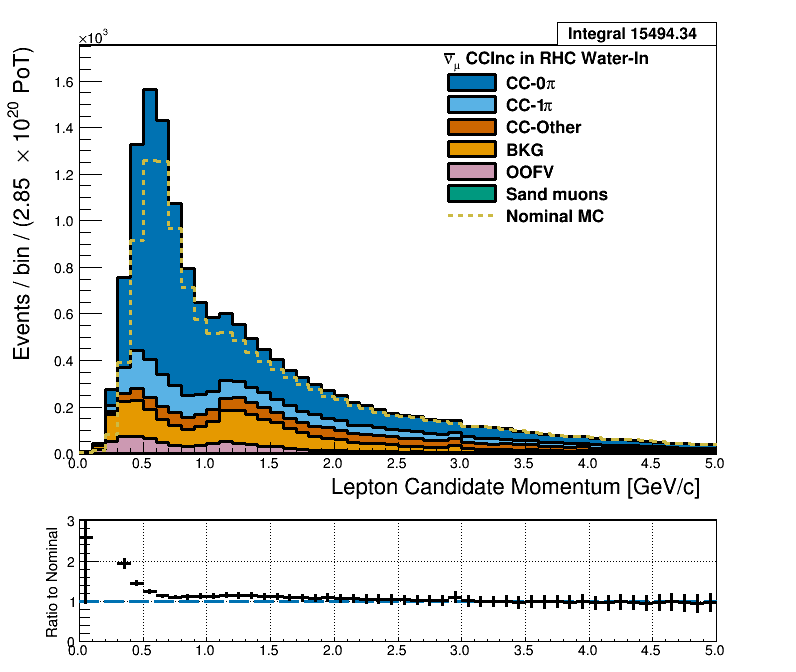 Integral 15494.34
×10³
ν̅_μ CCInc in RHC Water-In
CC-0π
CC-1π
CC-Other
BKG
OOFV
Sand muons
Nominal MC
Events / bin / (2.85 × 10²⁰ PoT)
1.6
1.4
1.2
1.0
0.8
0.6
0.4
0.2
0.0
0.0 0.5 1.0 1.5 2.0 2.5 3.0 3.5 4.0 4.5 5.0
Lepton Candidate Momentum [GeV/c]
Ratio to Nominal
3
2
1
0
0.0 0.5 1.0 1.5 2.0 2.5 3.0 3.5 4.0 4.5 5.0